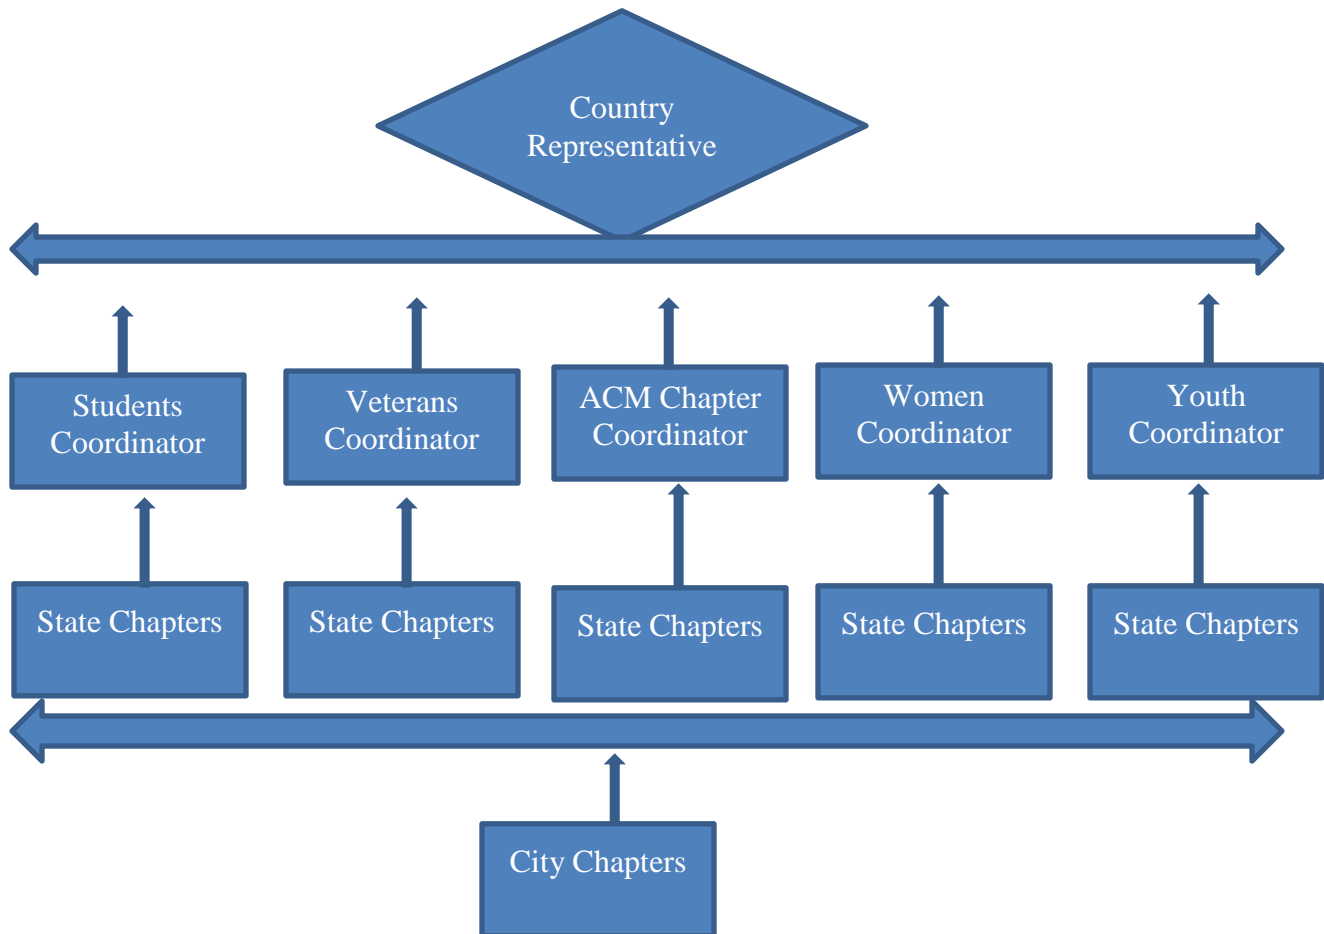 Country
Representative
Students
Coordinator
Veterans
Coordinator
ACM Chapter
Coordinator
Women
Coordinator
Youth
Coordinator
State Chapters
State Chapters
State Chapters
State Chapters
State Chapters
City Chapters